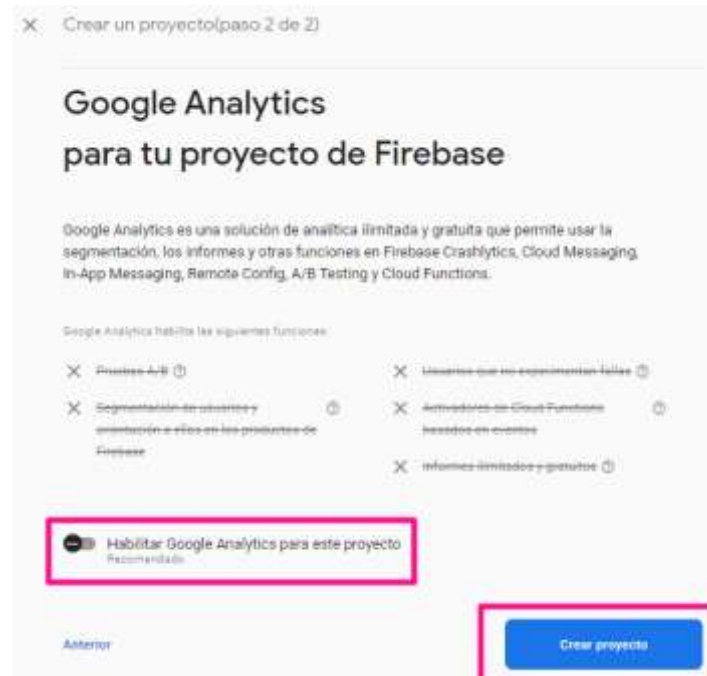 Crear un proyecto(paso 2 de 2)
Google Analytics
para tu proyecto de Firebase
Google Analytics es una solución de analítica ilimitada y gratuita que permite usar la
segmentación, los informes y otras funciones en Firebase Crashlytics, Cloud Messaging,
In-App Messaging, Remote Config, A/B Testing y Cloud Functions.
Google Analytics habilita las siguientes funciones:
Pruebas A/B
Usuarios que no experimentan fallas
Segmentación de usuarios y
orientación a ellos en los productos de
Firebase
Activadores de Cloud Functions
basados en eventos
Informes ilimitados y gratuitos
Habilitar Google Analytics para este proyecto
Recomendado
Anterior
Crear proyecto